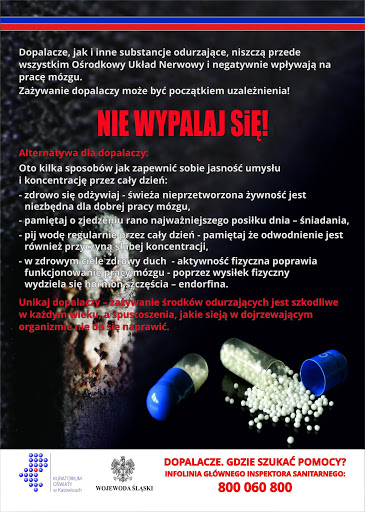 Dopalacze, jak i inne substancje odurzające, niszczą przede
wszystkim Ośrodkowy Układ Nerwowy i negatywnie wpływają na
pracę mózgu.
Zażywanie dopalaczy może być początkiem uzależnienia!
NIE WYPALAJ SiĘ!
Alternatywa dla dopalaczy:
Oto kilka sposobów jak zapewnić sobie jasność umysłu
i koncentrację przez cały dzień:
- zdrowo się odżywiaj - świeża nieprzetworzona żywność jest
niezbędna dla dobrej pracy mózgu,
- pamiętaj o zjedzeniu rano najważniejszego posiłku dnia – śniadania,
- pij wodę regularnie przez cały dzień - pamiętaj że odwodnienie jest
również przyczyną słabej koncentracji,
- w zdrowym ciele zdrowy duch - aktywność fizyczna poprawia
funkcjonowanie pracy mózgu - poprzez wysiłek fizyczny
wydziela się hormon szczęścia – endorfina.
Unikaj dopalaczy – zażywanie środków odurzających jest szkodliwe
w każdym wieku, a spustoszenia, jakie sieją w dojrzewającym
organizmie nie da się naprawić.
KURATORIUM
OŚWIATY
w Katowicach
WOJEWODA ŚLĄSKI
DOPALACZE. GDZIE SZUKAĆ POMOCY?
INFOLINIA GŁÓWNEGO INSPEKTORA SANITARNEGO:
800 060 800